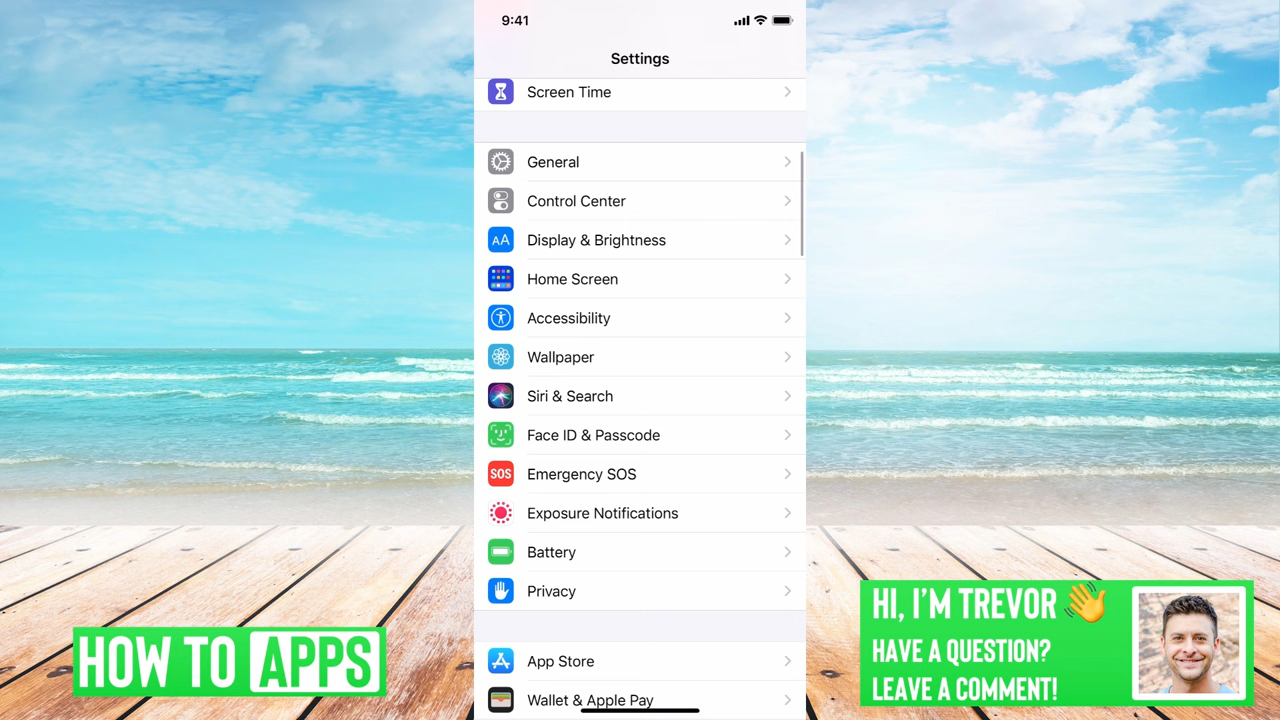 9:41
Settings
Screen Time
General
Control Center
AA Display & Brightness
Home Screen
Accessibility
Wallpaper
Siri & Search
Face ID & Passcode
SOS Emergency SOS
Exposure Notifications
Battery
Privacy
App Store
Wallet & Apple Pay
HOW TO APPS
HI, I'M TREVOR
HAVE A QUESTION?
LEAVE A COMMENT!